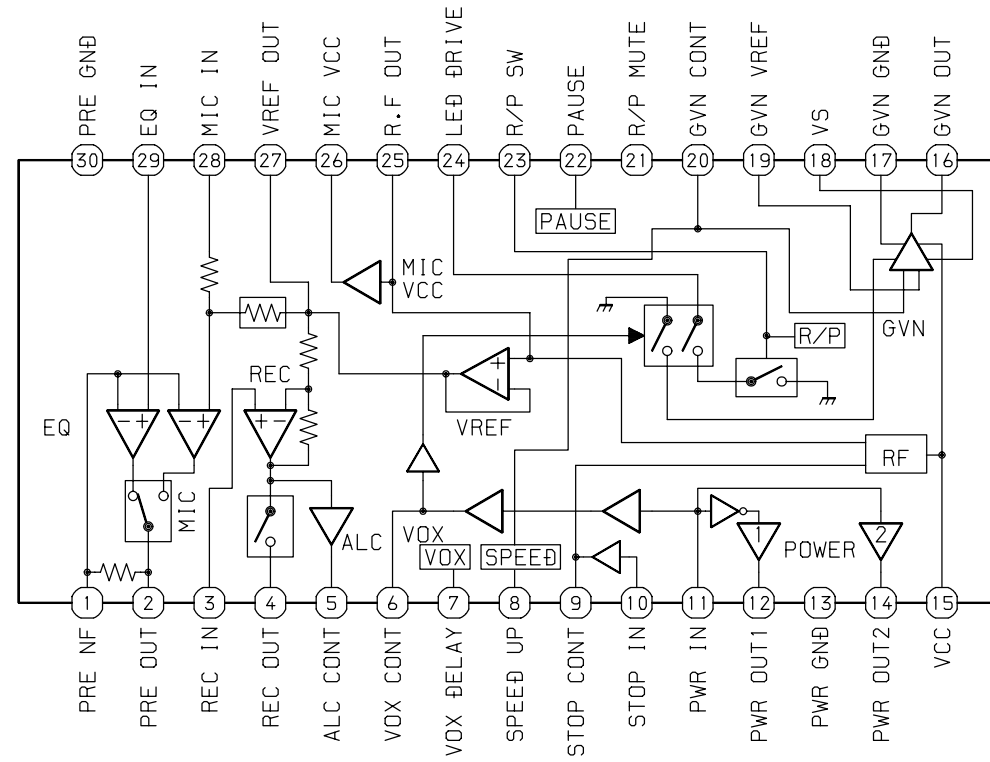 PRE GND
EQ IN
MIC IN
VREF OUT
MIC VCC
R.F OUT
LED DRIVE
R/P SW
PAUSE
R/P MUTE
GVN CONT
GVN VREF
VS
GVN GND
GVN OUT
30 29 28 27 26 25 24 23 22 21 20 19 18 17 16
PAUSE
MIC
VCC
GVN
R/P
REC
+
−
EQ
− + − + + −
VREF
RF
MIC
ALC
VOX
VOX
SPEED
1
POWER
2
1 2 3 4 5 6 7 8 9 10 11 12 13 14 15
PRE NF
PRE OUT
REC IN
REC OUT
ALC CONT
VOX CONT
VOX DELAY
SPEED UP
STOP CONT
STOP IN
PWR IN
PWR OUT1
PWR GND
PWR OUT2
VCC